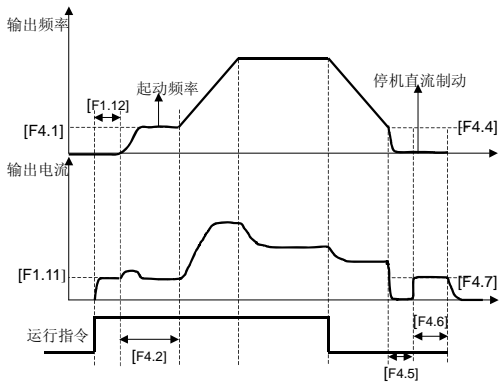 输出频率
起动频率
停机直流制动
[F1.12]
[F4.1]
[F4.4]
输出电流
[F1.11]
[F4.7]
[F4.6]
运行指令
[F4.2]
[F4.5]